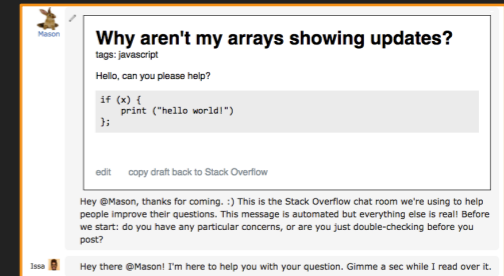 Mason
Why aren't my arrays showing updates?
tags: javascript
Hello, can you please help?
if (x) {
    print ("hello world!")
};
edit copy draft back to Stack Overflow
Hey @Mason, thanks for coming. :) This is the Stack Overflow chat room we're using to help
people improve their questions. This message is automated but everything else is real! Before
we start: do you have any particular concerns, or are you just double-checking before you
post?
Issa
Hey there @Mason! I'm here to help you with your question. Gimme a sec while I read over it.